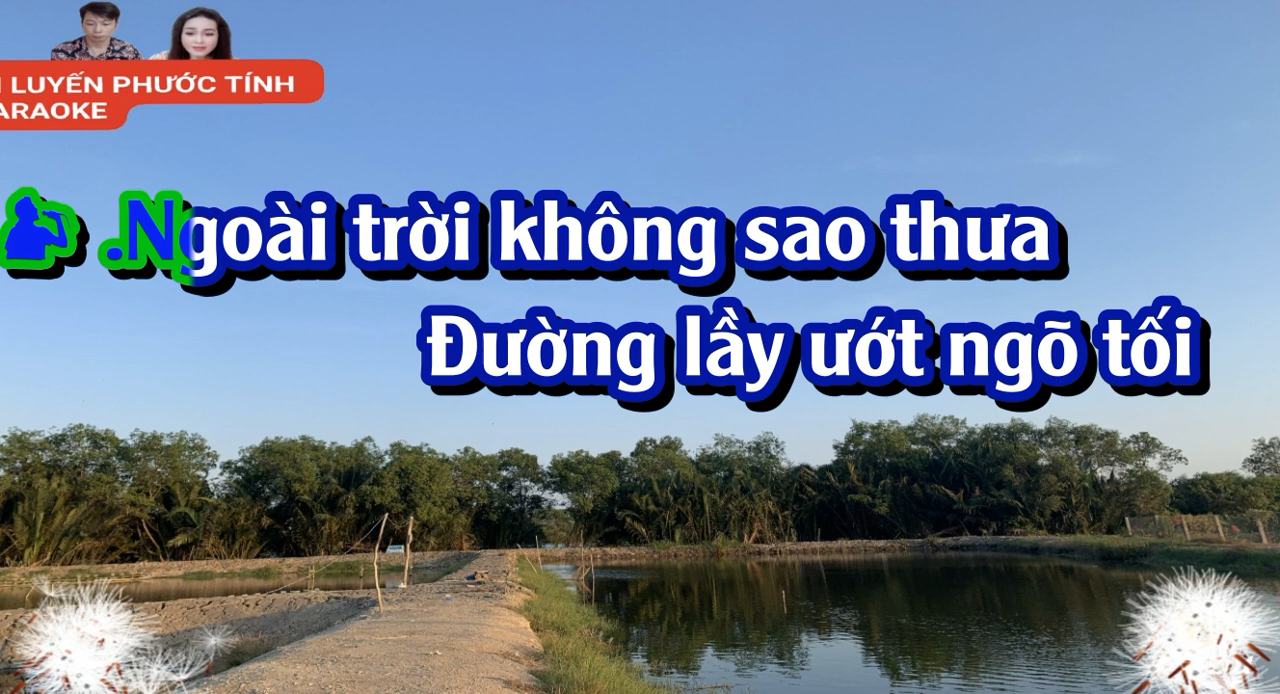 LUYẾN PHƯỚC TÍNH
ARAOKE
.Ngoài trời không sao thưa
Đường lầy ướt ngõ tối